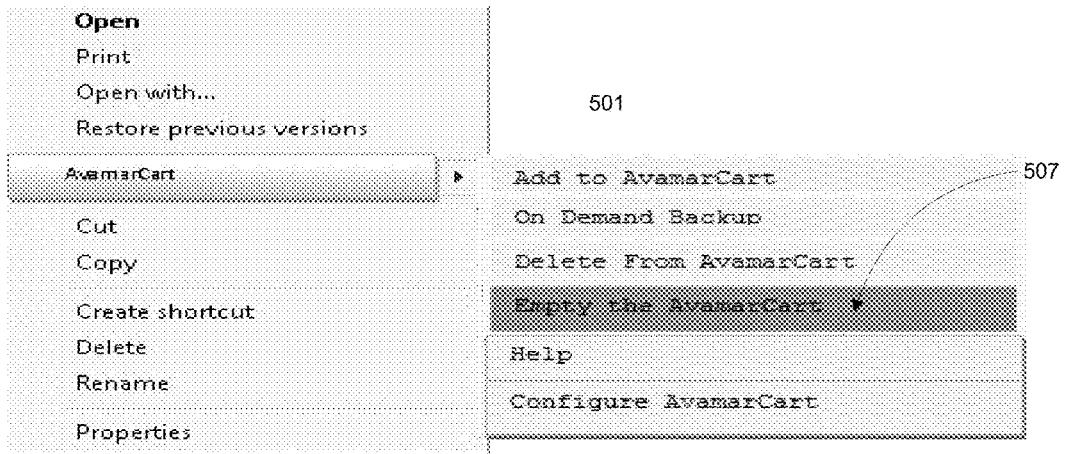 Open
Print
Open with...
Restore previous versions
AvamarCart
Cut
Copy
Create shortcut
Delete
Rename
Properties
501
507
Add to AvamarCart
On Demand Backup
Delete From AvamarCart
Empty the AvamarCart
Help
Configure AvamarCart